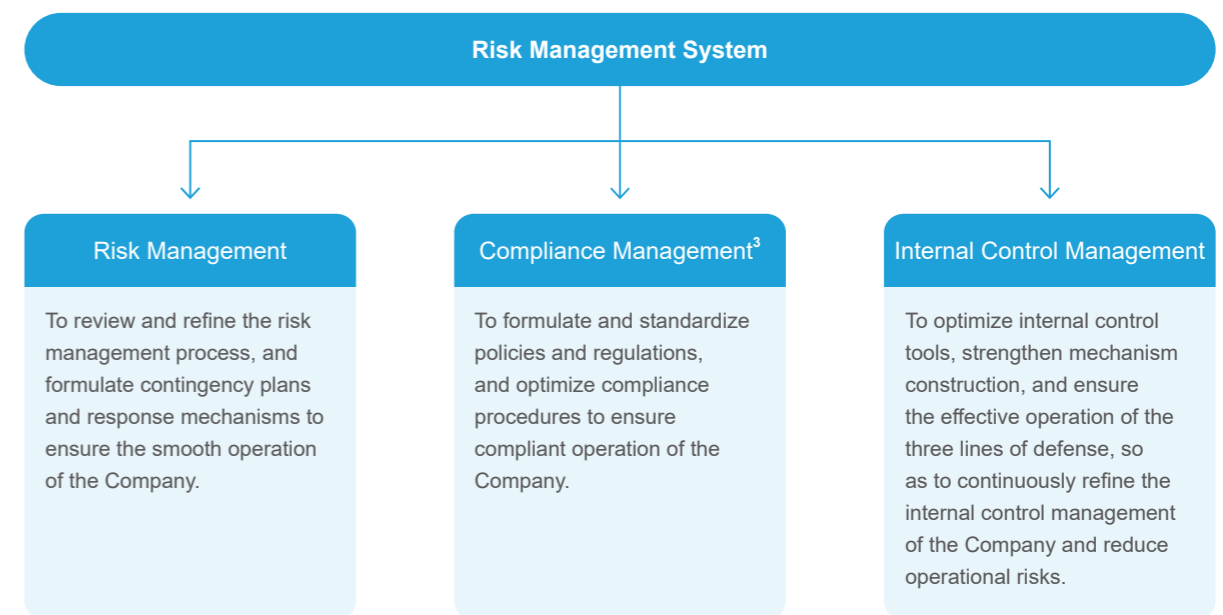 Risk Management System
Risk Management
To review and refine the risk
management process, and
formulate contingency plans
and response mechanisms to
ensure the smooth operation
of the Company.
Compliance Management³
To formulate and standardize
policies and regulations,
and optimize compliance
procedures to ensure
compliant operation of the
Company.
Internal Control Management
To optimize internal control
tools, strengthen mechanism
construction, and ensure
the effective operation of the
three lines of defense, so
as to continuously refine the
internal control management
of the Company and reduce
operational risks.